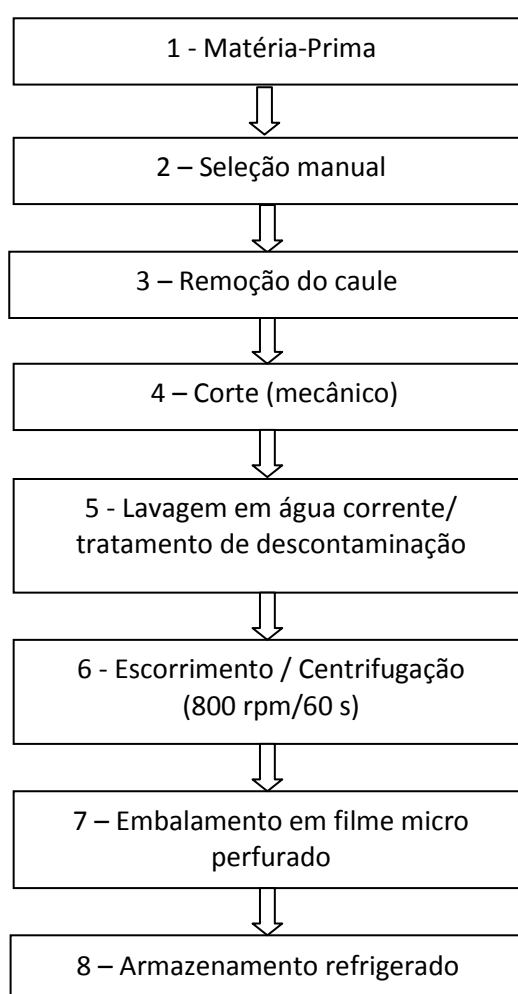 1 - Matéria-Prima
2 – Seleção manual
3 – Remoção do caule
4 – Corte (mecânico)
5 - Lavagem em água corrente/
tratamento de descontaminação
6 - Escorrimento / Centrifugação
(800 rpm/60 s)
7 – Embalamento em filme micro
perfurado
8 – Armazenamento refrigerado